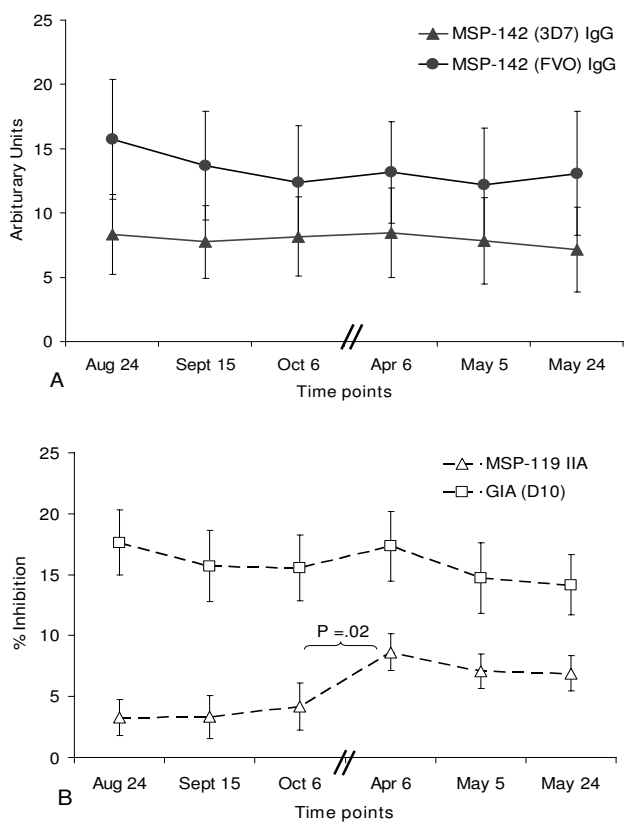 25
20
15
10
5
0
Arbiturary Units
MSP-142 (3D7) IgG
MSP-142 (FVO) IgG
Aug 24 Sept 15 Oct 6 Apr 6 May 5 May 24
A
Time points
25
20
15
10
5
0
% Inhibition
MSP-119 IIA
GIA (D10)
P =.02
Aug 24 Sept 15 Oct 6 Apr 6 May 5 May 24
B
Time points